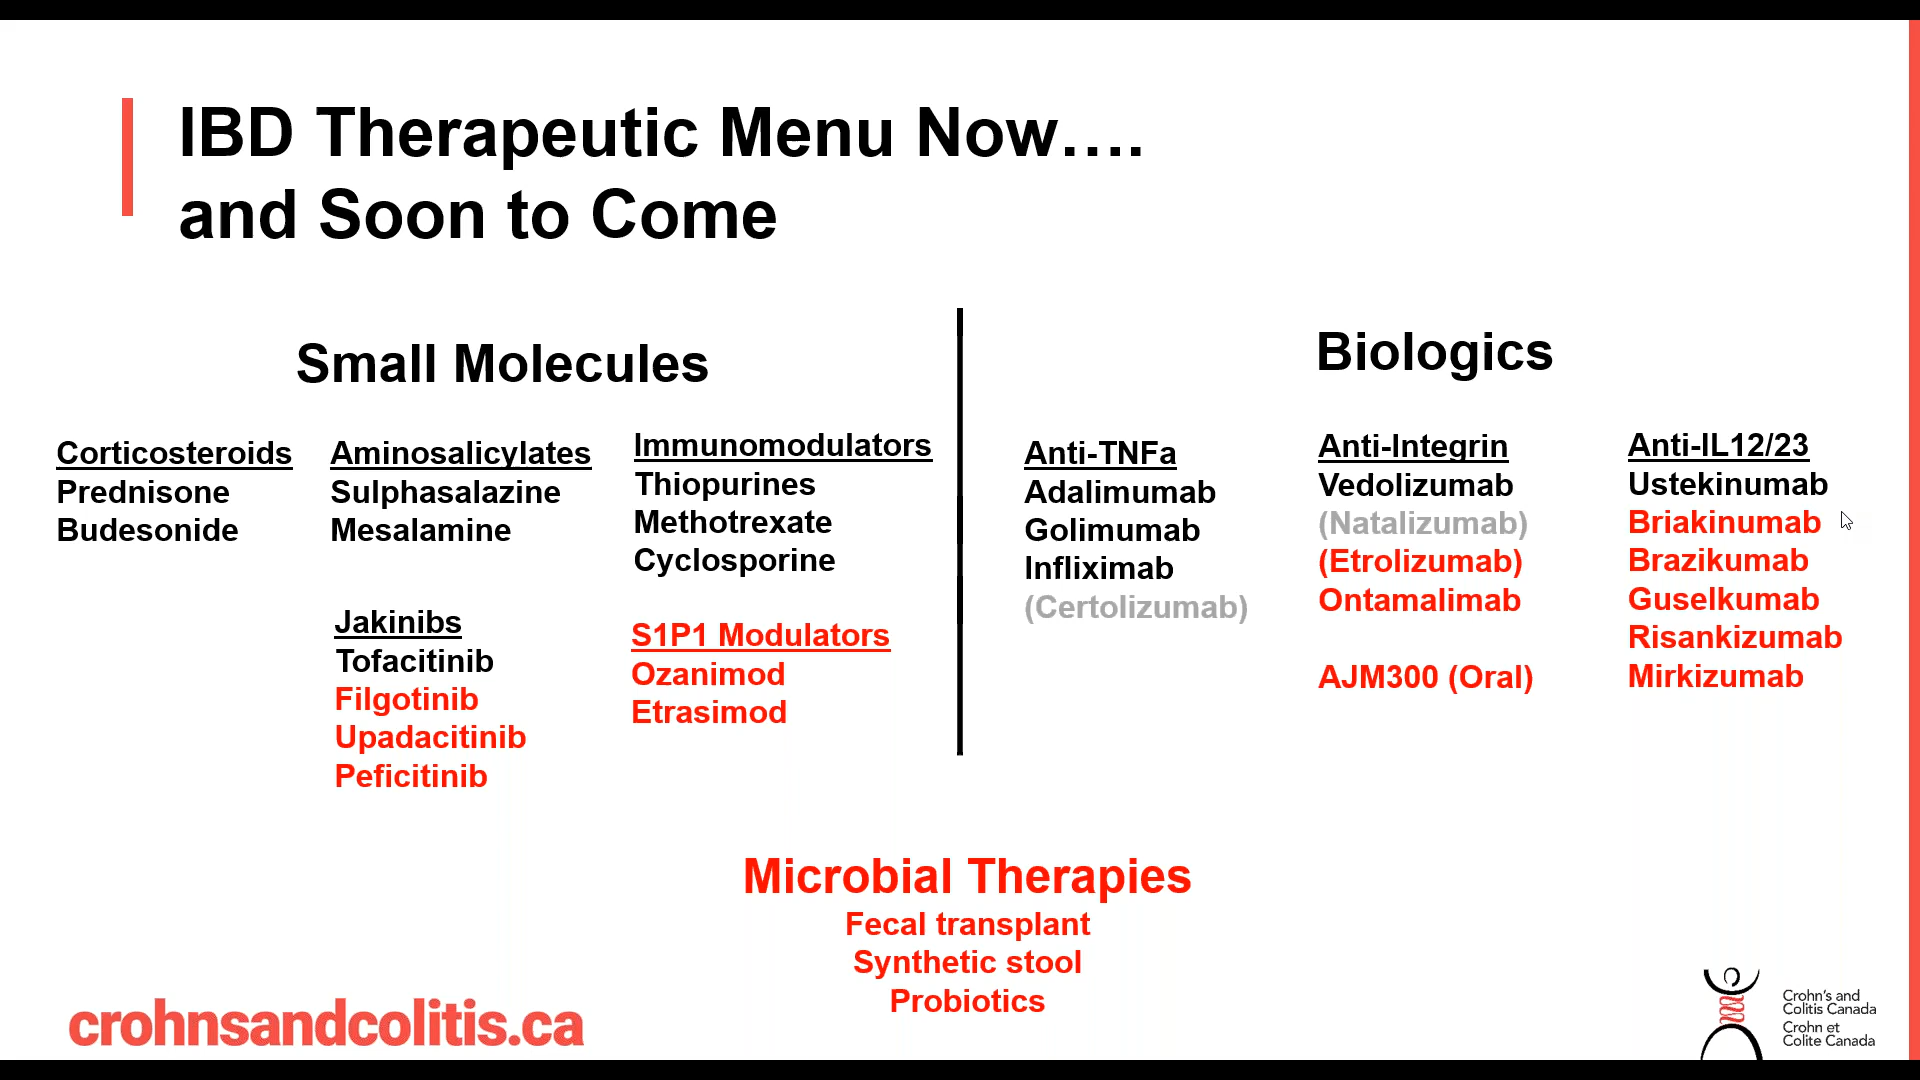 IBD Therapeutic Menu Now....
and Soon to Come
Small Molecules
Corticosteroids
Prednisone
Budesonide
Aminosalicylates
Sulphasalazine
Mesalamine
Immunomodulators
Thiopurines
Methotrexate
Cyclosporine
Jakinibs
Tofacitinib
Filgotinib
Upadacitinib
Peficitinib
S1P1 Modulators
Ozanimod
Etrasimod
Biologics
Anti-TNFa
Adalimumab
Golimumab
Infliximab
(Certolizumab)
Anti-Integrin
Vedolizumab
(Natalizumab)
(Etrolizumab)
Ontamalimab
AJM300 (Oral)
Anti-IL12/23
Ustekinumab
Briakinumab
Brazikumab
Guselkumab
Risankizumab
Mirkizumab
Microbial Therapies
Fecal transplant
Synthetic stool
Probiotics
crohnsandcolitis.ca
Crohn's and
Colitis Canada
Crohn et
Colite Canada